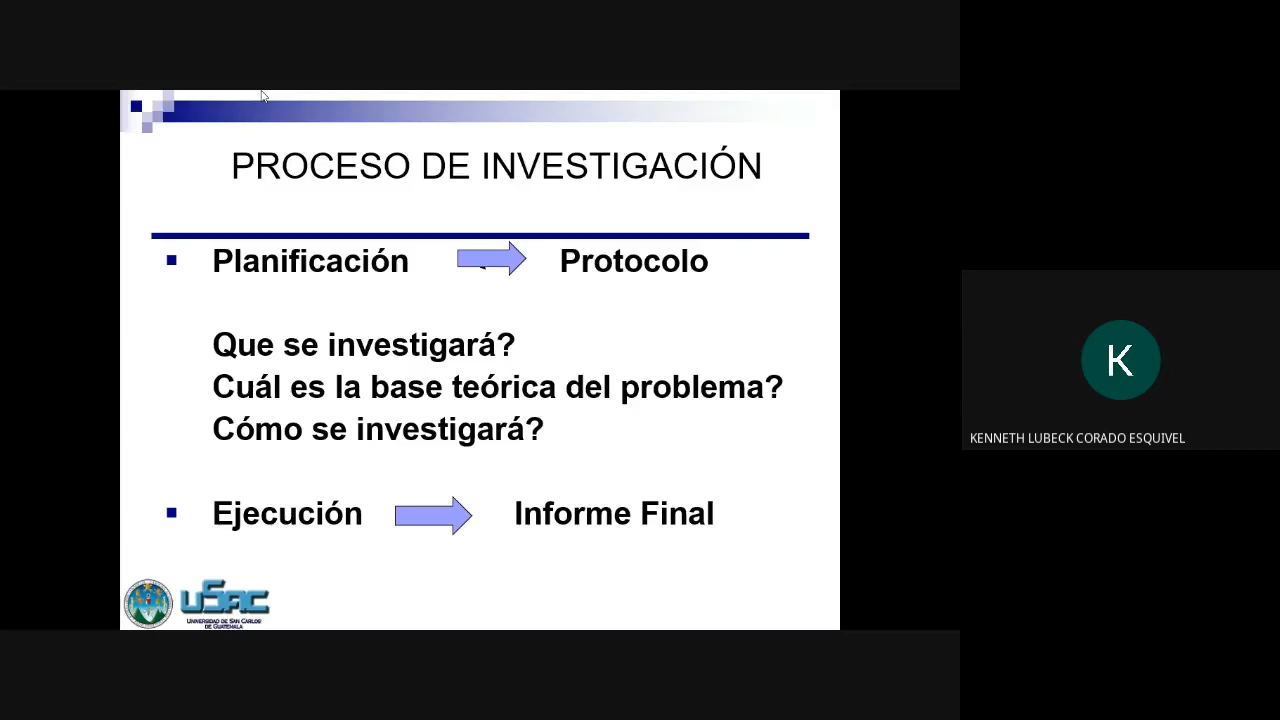 PROCESO DE INVESTIGACIÓN
Planificación Protocolo
Que se investigará?
Cuál es la base teórica del problema?
Cómo se investigará?
Ejecución Informe Final
USAC
UNIVERSIDAD DE SAN CARLOS
DE GUATEMALA
K
KENNETH LUBECK CORADO ESQUIVEL